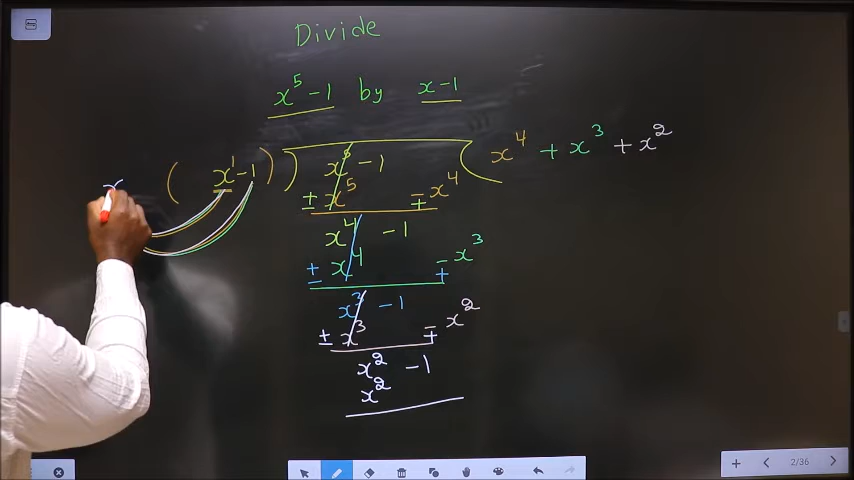 Divide
x⁵ - 1 by x - 1
( x¹ - 1 ) ) x⁵ - 1 ( x⁴ + x³ + x²
± x⁵ ∓ x⁴
x⁴ - 1
± x⁴ ∓ x³
x³ - 1
± x³ ∓ x²
x² - 1
x²
x
2/36